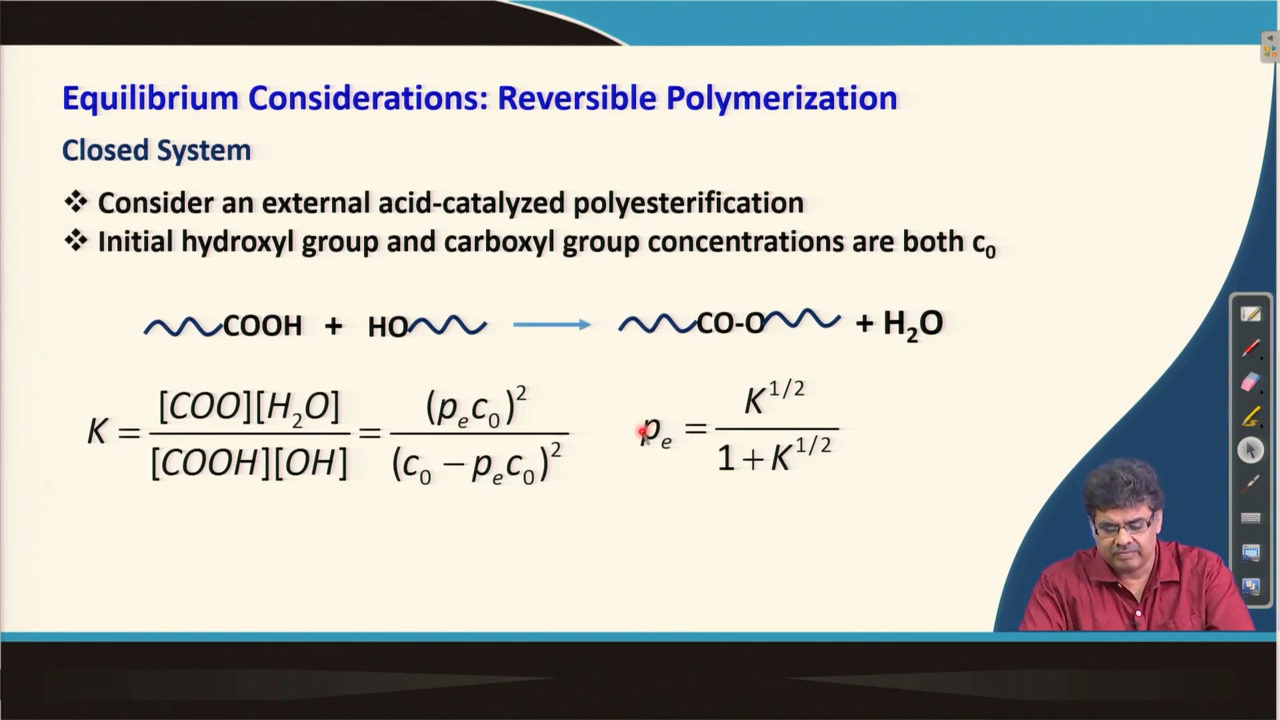 Equilibrium Considerations: Reversible Polymerization
Closed System
❖ Consider an external acid-catalyzed polyesterification
❖ Initial hydroxyl group and carboxyl group concentrations are both c₀
COOH + HO → CO-O + H₂O
K = [COO][H₂O] / [COOH][OH] = (pₑc₀)² / (c₀ − pₑc₀)²
pₑ = K^1/2 / 1+K^1/2